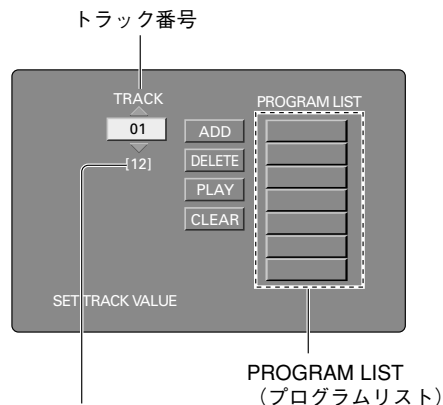 トラック番号
TRACK
PROGRAM LIST
01
ADD
[12]
DELETE
PLAY
CLEAR
SET TRACK VALUE
PROGRAM LIST
（プログラムリスト）